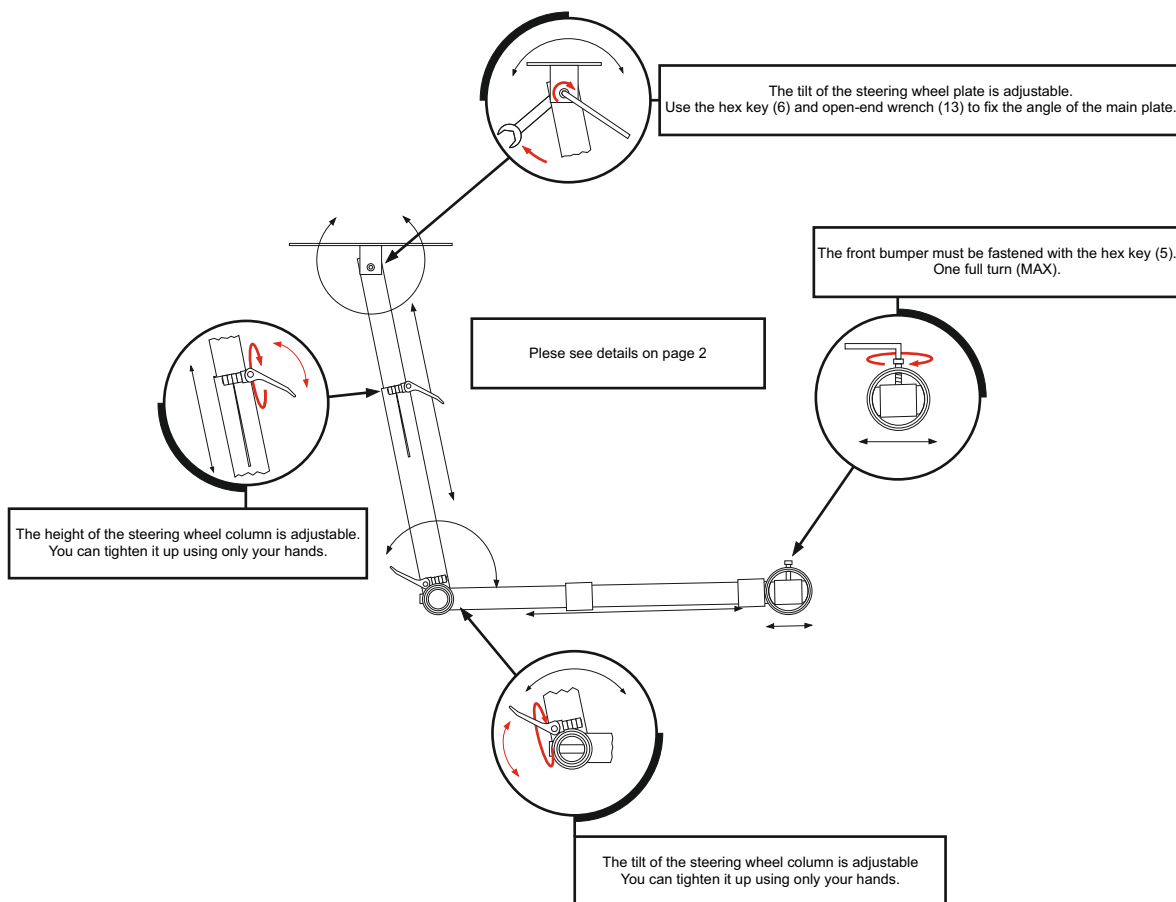 The tilt of the steering wheel plate is adjustable.
Use the hex key (6) and open-end wrench (13) to fix the angle of the main plate.
The front bumper must be fastened with the hex key (5).
One full turn (MAX).
Plese see details on page 2
The height of the steering wheel column is adjustable.
You can tighten it up using only your hands.
The tilt of the steering wheel column is adjustable
You can tighten it up using only your hands.